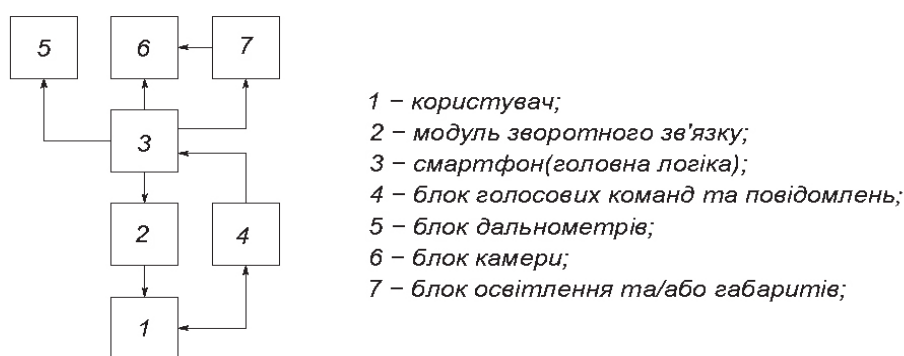 5 6 7
3
2 4
1
1 – користувач;
2 – модуль зворотного зв'язку;
3 – смартфон(головна логіка);
4 – блок голосових команд та повідомлень;
5 – блок дальнометрів;
6 – блок камери;
7 – блок освітлення та/або габаритів;